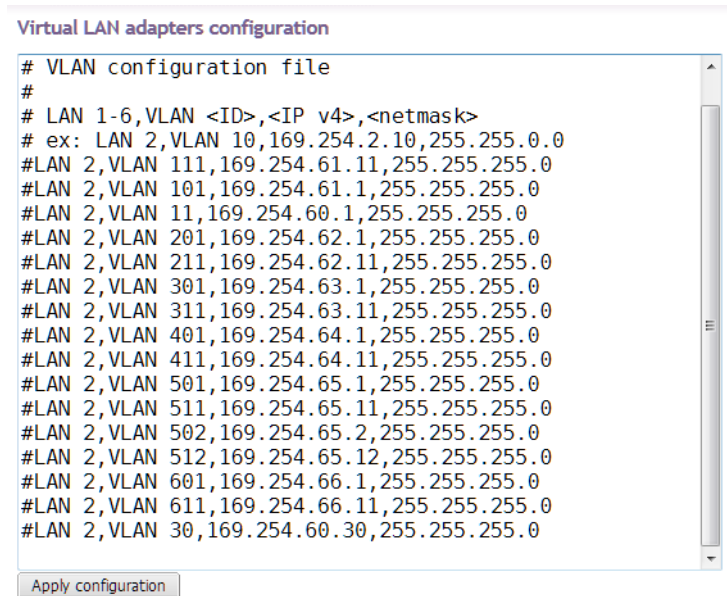 Virtual LAN adapters configuration
# VLAN configuration file
#
# LAN 1-6,VLAN <ID>,<IP v4>,<netmask>
# ex: LAN 2,VLAN 10,169.254.2.10,255.255.0.0
#LAN 2,VLAN 111,169.254.61.11,255.255.255.0
#LAN 2,VLAN 101,169.254.61.1,255.255.255.0
#LAN 2,VLAN 11,169.254.60.1,255.255.255.0
#LAN 2,VLAN 201,169.254.62.1,255.255.255.0
#LAN 2,VLAN 211,169.254.62.11,255.255.255.0
#LAN 2,VLAN 301,169.254.63.1,255.255.255.0
#LAN 2,VLAN 311,169.254.63.11,255.255.255.0
#LAN 2,VLAN 401,169.254.64.1,255.255.255.0
#LAN 2,VLAN 411,169.254.64.11,255.255.255.0
#LAN 2,VLAN 501,169.254.65.1,255.255.255.0
#LAN 2,VLAN 511,169.254.65.11,255.255.255.0
#LAN 2,VLAN 502,169.254.65.2,255.255.255.0
#LAN 2,VLAN 512,169.254.65.12,255.255.255.0
#LAN 2,VLAN 601,169.254.66.1,255.255.255.0
#LAN 2,VLAN 611,169.254.66.11,255.255.255.0
#LAN 2,VLAN 30,169.254.60.30,255.255.255.0
Apply configuration